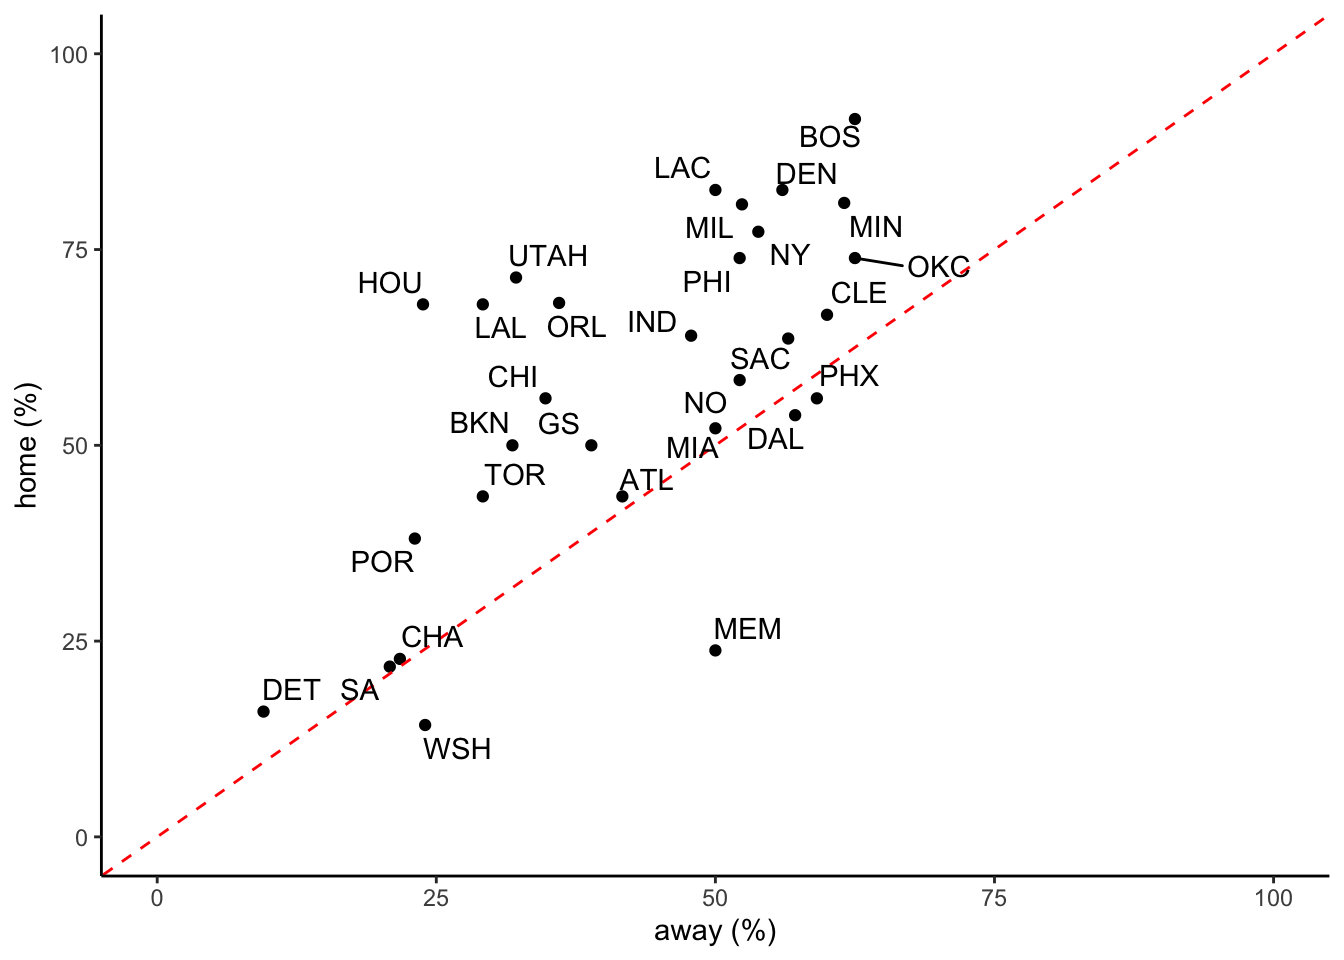 100
75
50
25
0
home (%)
BOS
LAC
DEN
MIL
MIN
NY
UTAH
OKC
HOU
PHI
CLE
LAL
ORL
IND
SAC
CHI
PHX
NO
BKN
GS
DAL
MIA
TOR
ATL
POR
CHA
MEM
DET
SA
WSH
0
25
50
75
100
away (%)